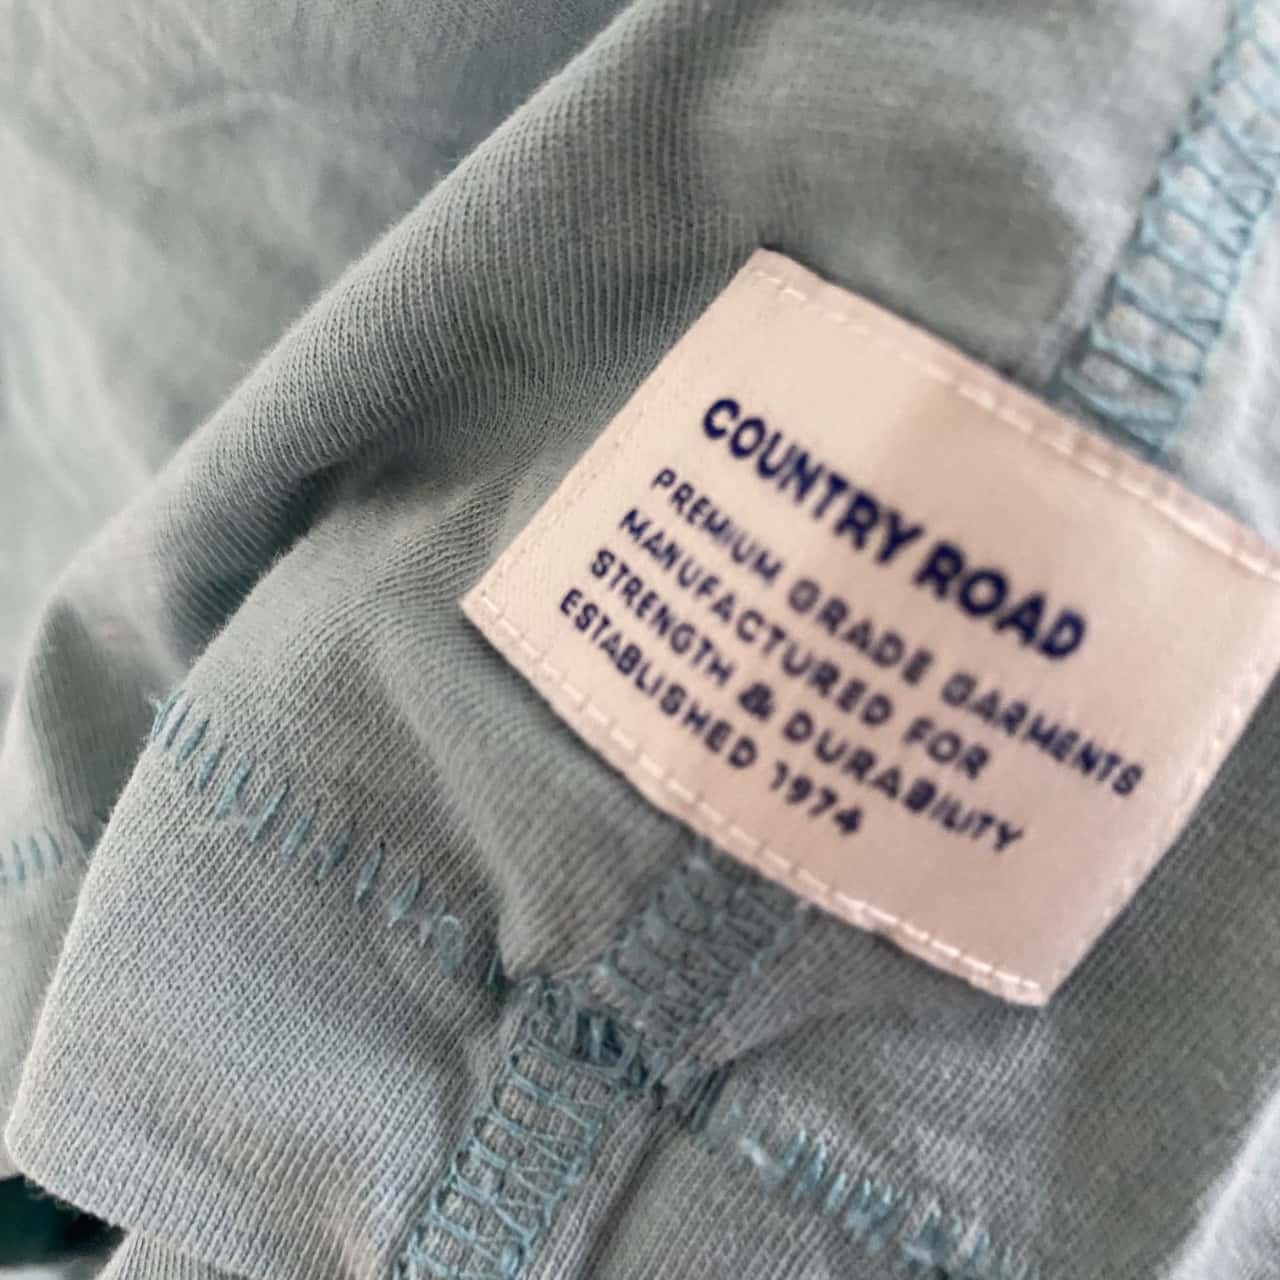 COUNTRY ROAD
PREMIUM GRADE GARMENTS
MANUFACTURED FOR
STRENGTH & DURABILITY
ESTABLISHED 1974